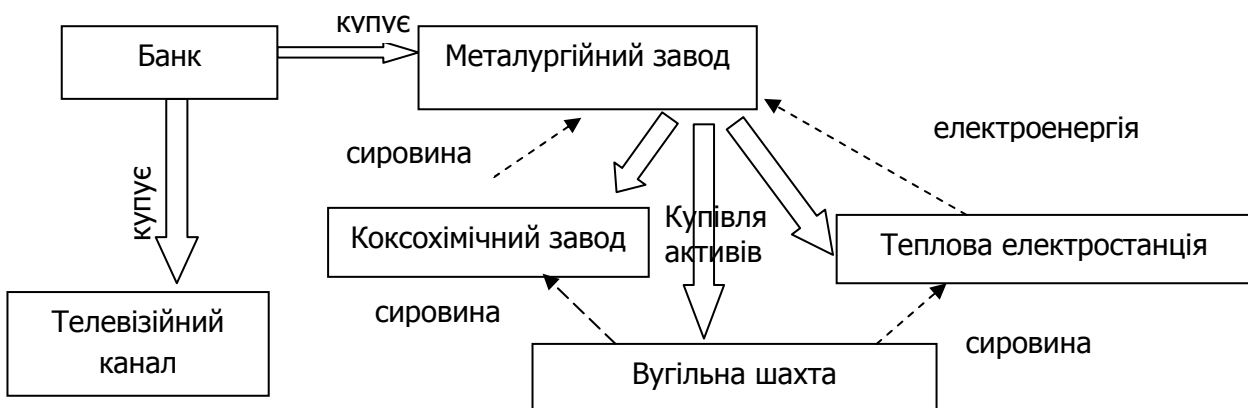 купує
Банк
Металургійний завод
електроенергія
сировина
купує
Коксохімічний завод
Купівля
активів
Теплова електростанція
сировина
Телевізійний
канал
сировина
Вугільна шахта